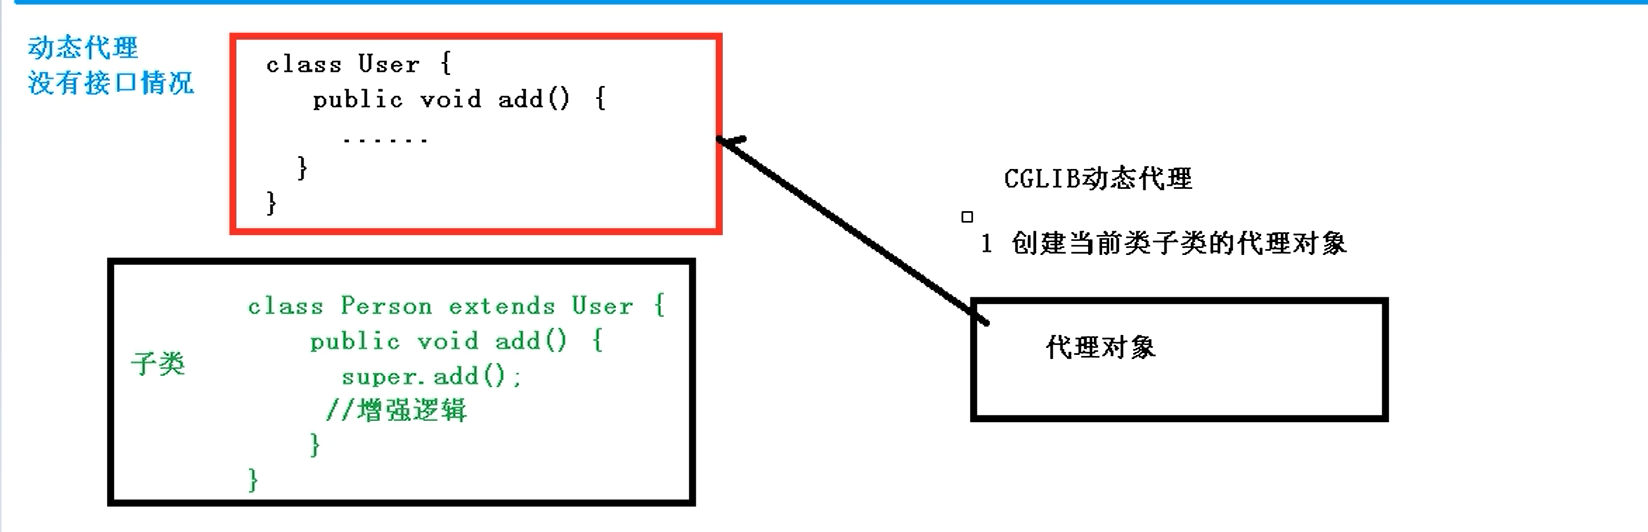 动态代理
没有接口情况
class User {
public void add() {
......
}
}
CGLIB动态代理
1 创建当前类子类的代理对象
子类
class Person extends User {
public void add() {
super.add();
//增强逻辑
}
}
代理对象